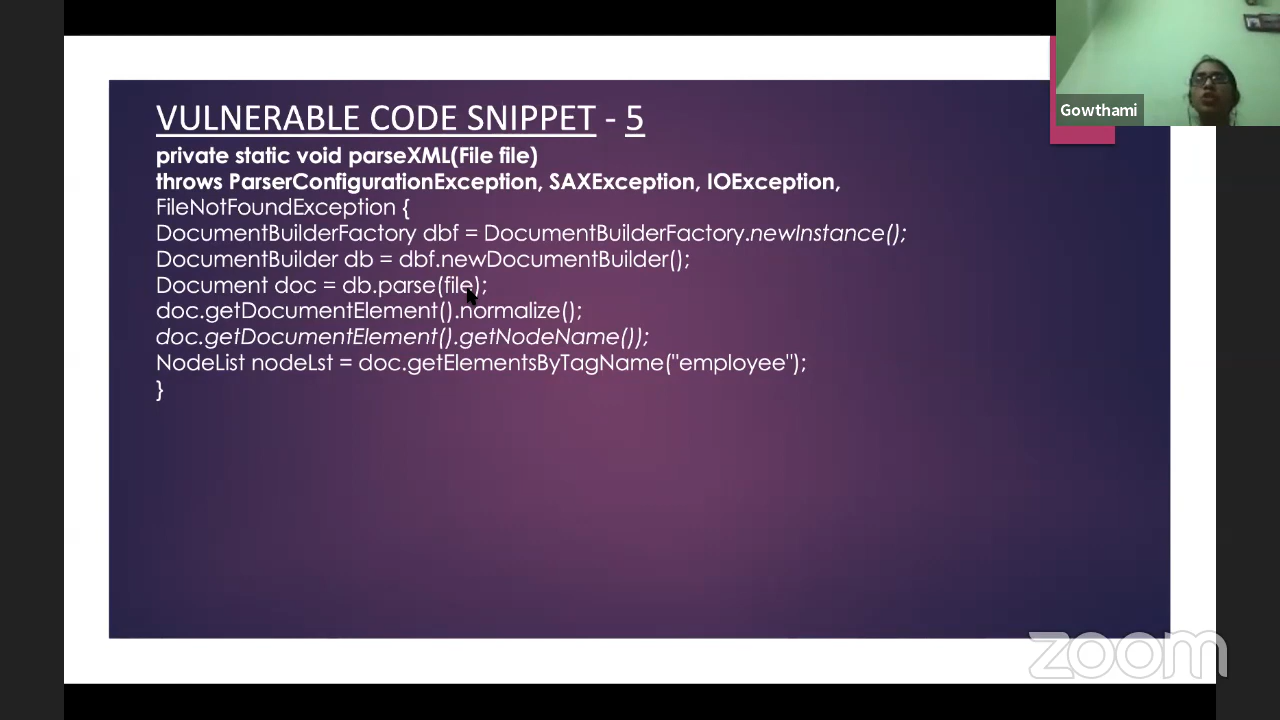 VULNERABLE CODE SNIPPET - 5
private static void parseXML(File file)
throws ParserConfigurationException, SAXException, IOException,
FileNotFoundException {
DocumentBuilderFactory dbf = DocumentBuilderFactory.newInstance();
DocumentBuilder db = dbf.newDocumentBuilder();
Document doc = db.parse(file);
doc.getDocumentElement().normalize();
doc.getDocumentElement().getNodeName());
NodeList nodeLst = doc.getElementsByTagName("employee");
}
Gowthami
zoom